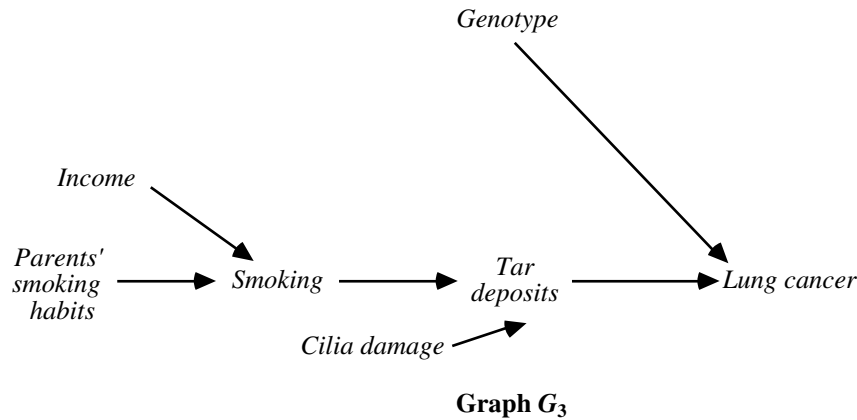 Genotype
Income
Parents'
smoking
habits
Smoking
Tar
deposits
Lung cancer
Cilia damage
Graph G3